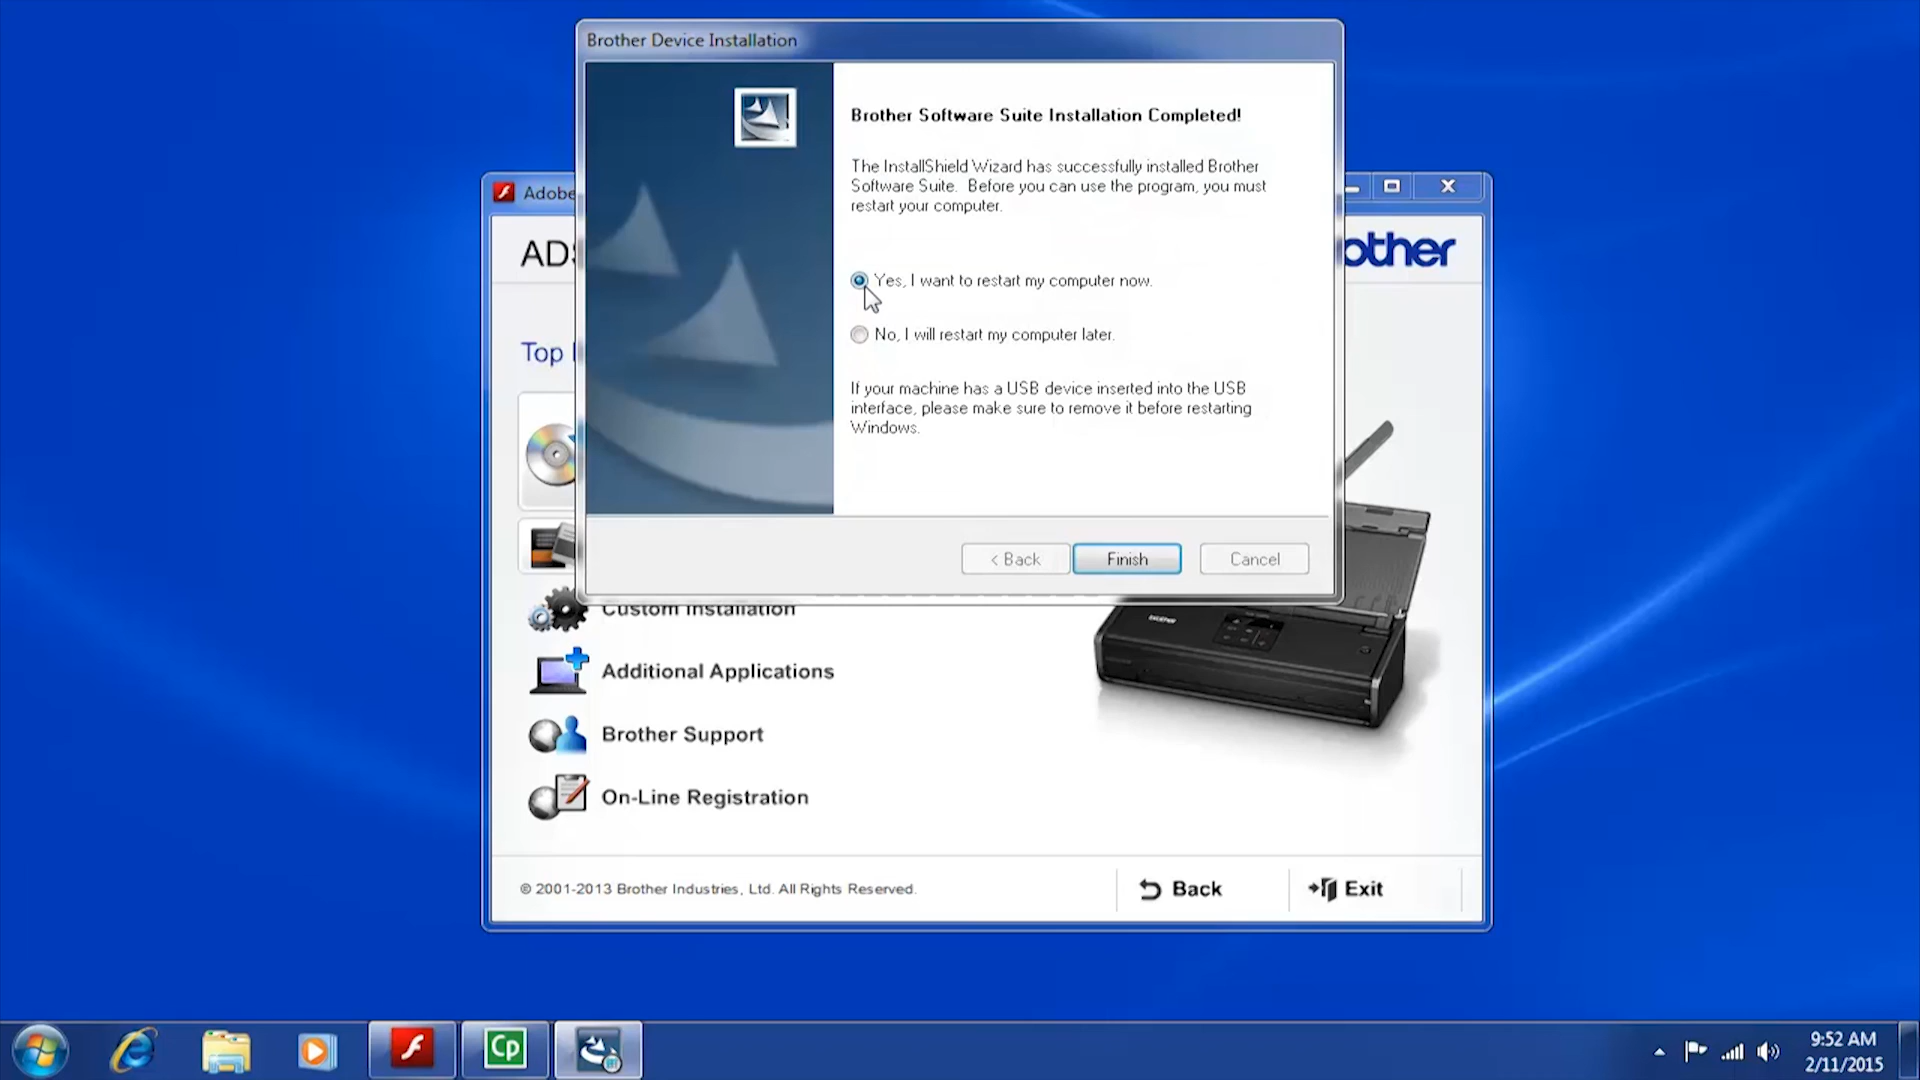 Brother Device Installation
Brother Software Suite Installation Completed!
The InstallShield Wizard has successfully installed Brother
Software Suite. Before you can use the program, you must
restart your computer.
Yes, I want to restart my computer now.
No, I will restart my computer later.
If your machine has a USB device inserted into the USB
interface, please make sure to remove it before restarting
Windows.
< Back
Finish
Cancel
Adobe
ADS
other
Top
Custom Installation
Additional Applications
Brother Support
On-Line Registration
© 2001-2013 Brother Industries, Ltd. All Rights Reserved.
Back
Exit
brother
Cp
9:52 AM
2/11/2015